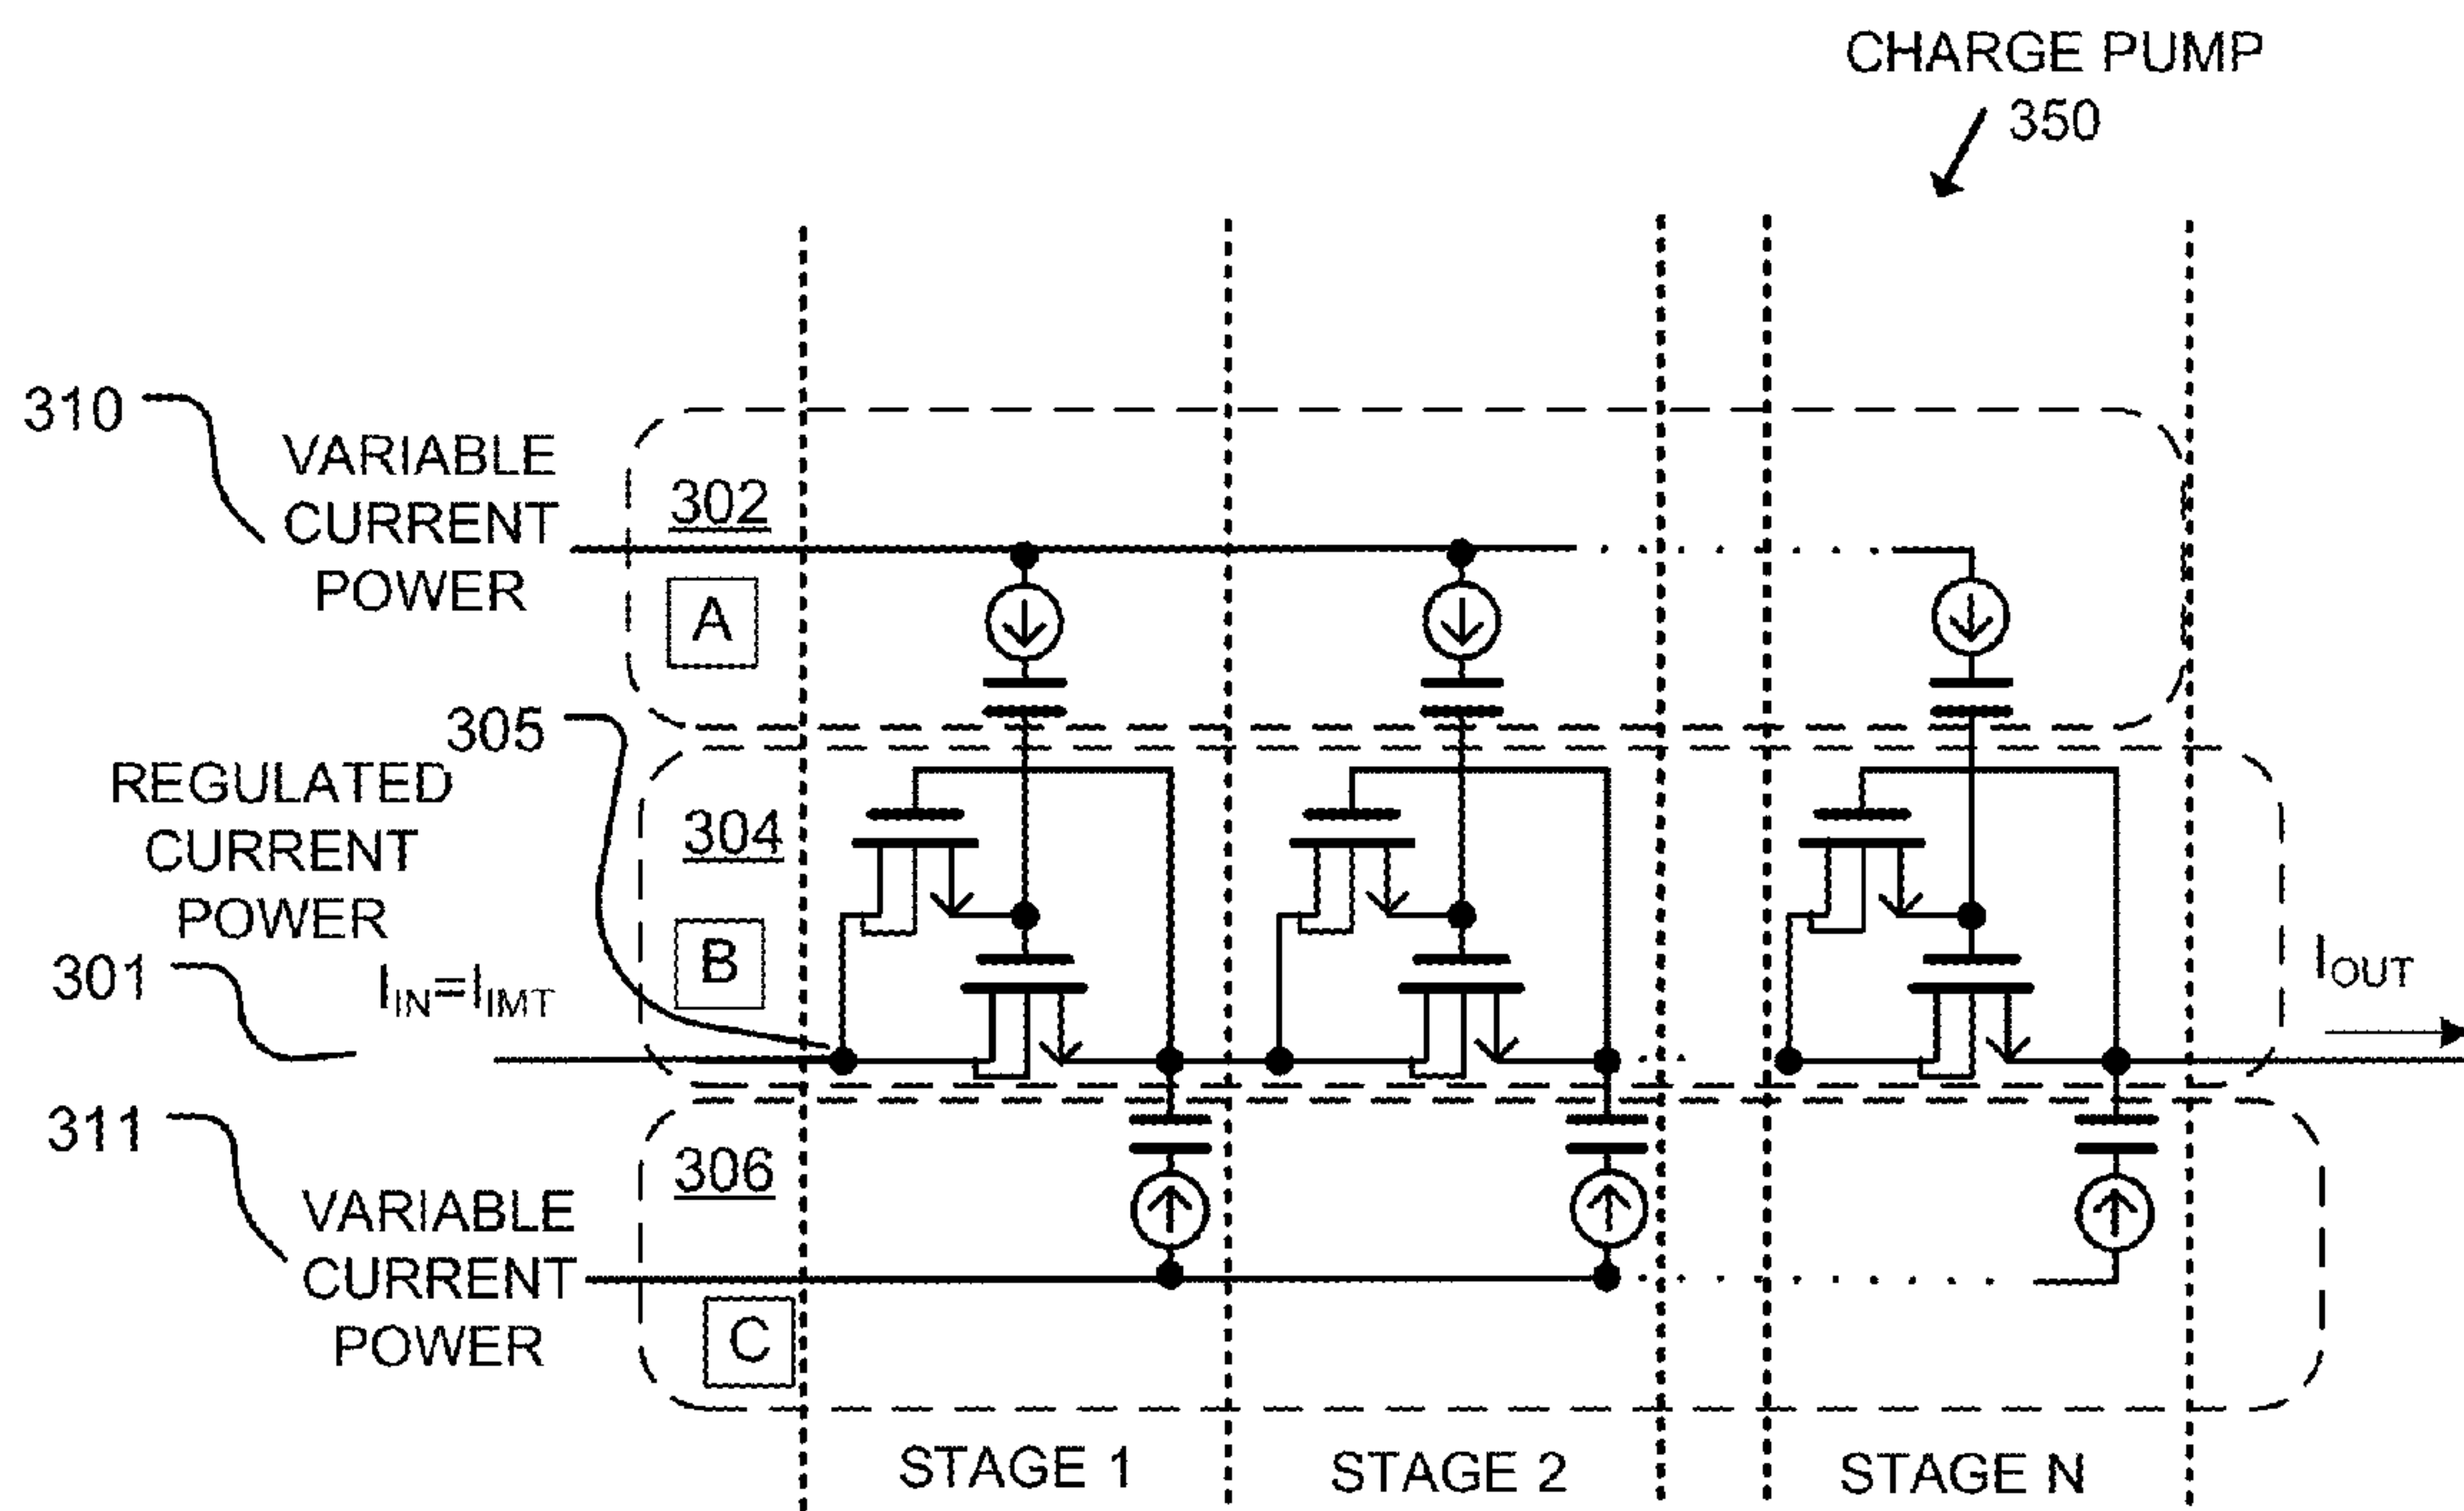 CHARGE PUMP
350
310
VARIABLE
CURRENT
POWER
302
A
305
REGULATED
CURRENT
POWER
304
B
301
I_IN=I_IMT
I_OUT
311
306
VARIABLE
CURRENT
POWER
C
STAGE 1
STAGE 2
STAGE N